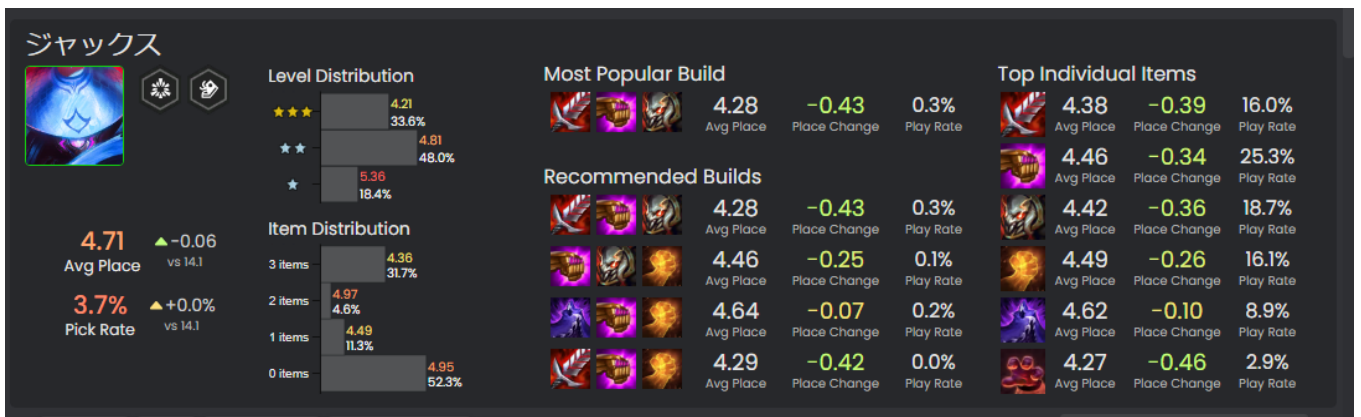 ジャックス
Level Distribution
4.21
33.6%
4.81
48.0%
5.36
18.4%
4.71
Avg Place
-0.06
vs 14.1
3.7%
Pick Rate
+0.0%
vs 14.1
Item Distribution
3 items
4.36
31.7%
2 items
4.97
4.6%
1 items
4.49
11.3%
0 items
4.95
52.3%
Most Popular Build
4.28 -0.43 0.3%
Avg Place Place Change Play Rate
Recommended Builds
4.28 -0.43 0.3%
Avg Place Place Change Play Rate
4.46 -0.25 0.1%
Avg Place Place Change Play Rate
4.64 -0.07 0.2%
Avg Place Place Change Play Rate
4.29 -0.42 0.0%
Avg Place Place Change Play Rate
Top Individual Items
4.38 -0.39 16.0%
Avg Place Place Change Play Rate
4.46 -0.34 25.3%
Avg Place Place Change Play Rate
4.42 -0.36 18.7%
Avg Place Place Change Play Rate
4.49 -0.26 16.1%
Avg Place Place Change Play Rate
4.62 -0.10 8.9%
Avg Place Place Change Play Rate
4.27 -0.46 2.9%
Avg Place Place Change Play Rate